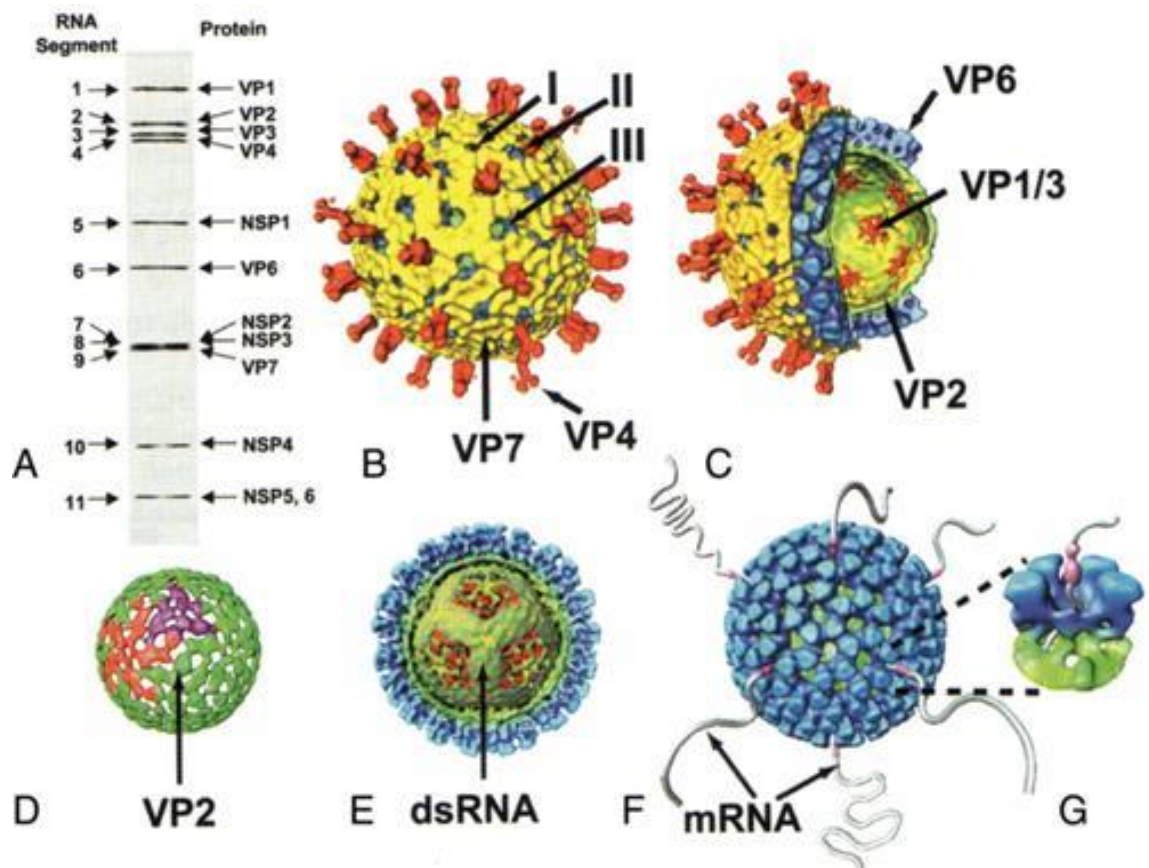 RNA
Segment
Protein
1
VP1
2
VP2
3
VP3
4
VP4
5
NSP1
6
VP6
7
NSP2
8
NSP3
9
VP7
10
NSP4
11
NSP5, 6
A
I
II
III
VP7
VP4
B
VP6
VP1/3
VP2
C
VP2
D
dsRNA
E
mRNA
F
G